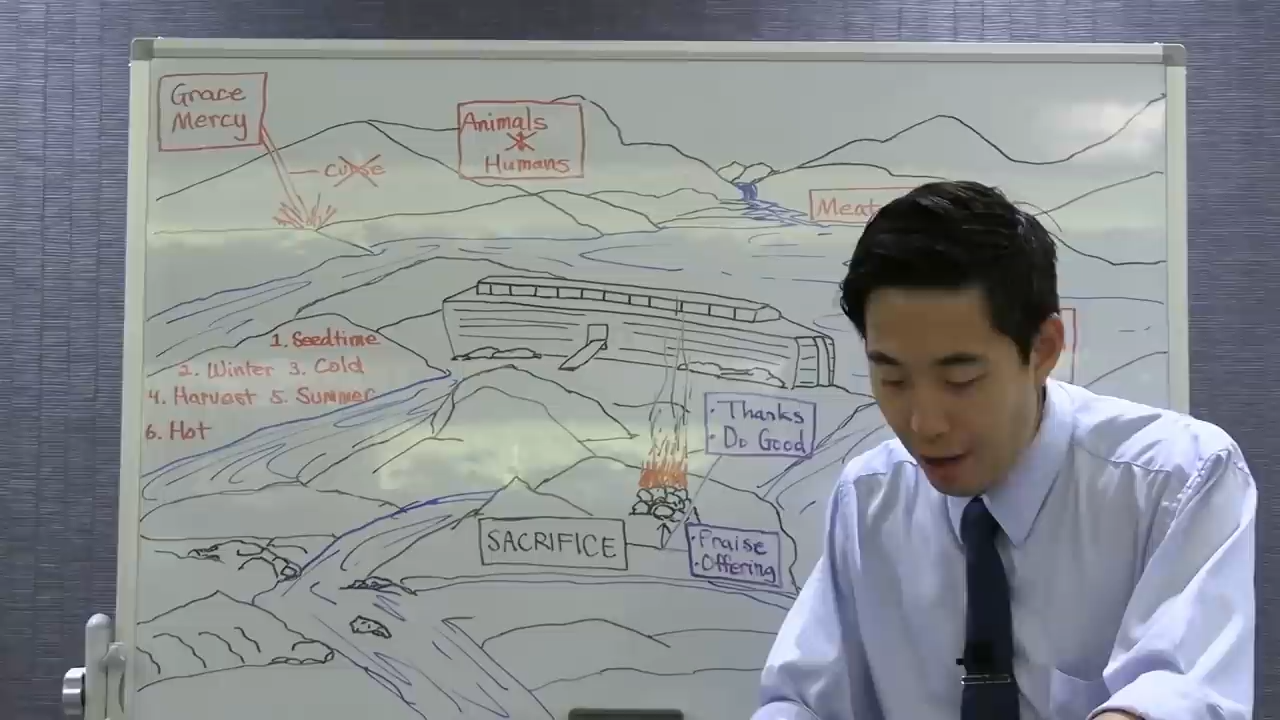 Grace
Mercy
Curse
Animals
Humans
Meat
1. Seedtime
2. Winter 3. Cold
4. Harvest 5. Summer
6. Hot
· Thanks
· Do Good
SACRIFICE
· Praise
· Offering